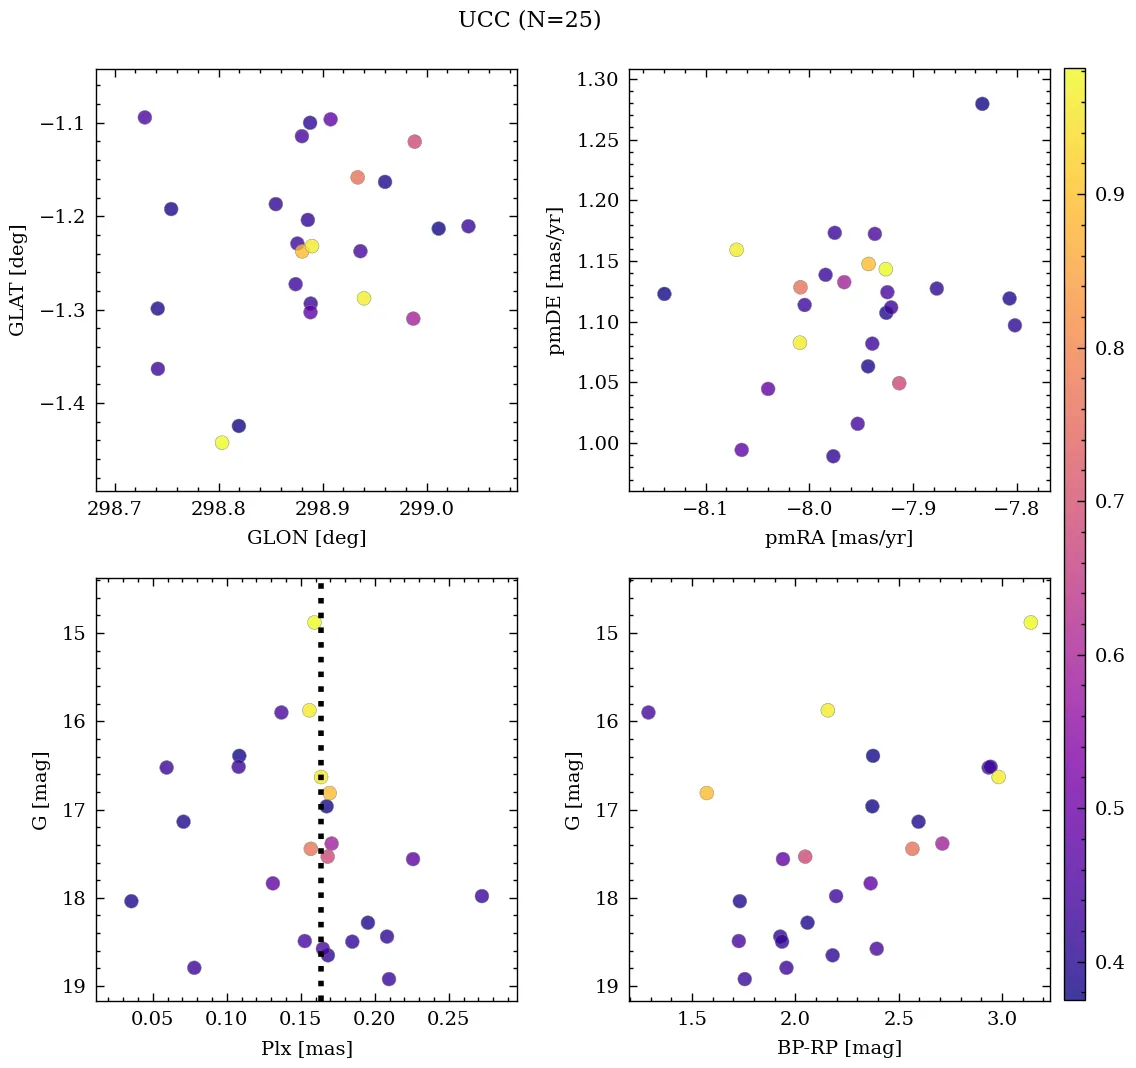 UCC (N=25)
−1.1
−1.2
−1.3
−1.4
GLAT [deg]
298.7 298.8 298.9 299.0
GLON [deg]
1.30
1.25
1.20
1.15
1.10
1.05
1.00
pmDE [mas/yr]
−8.1 −8.0 −7.9 −7.8
pmRA [mas/yr]
15
16
17
18
19
G [mag]
0.05 0.10 0.15 0.20 0.25
Plx [mas]
15
16
17
18
19
G [mag]
1.5 2.0 2.5 3.0
BP-RP [mag]
0.9
0.8
0.7
0.6
0.5
0.4